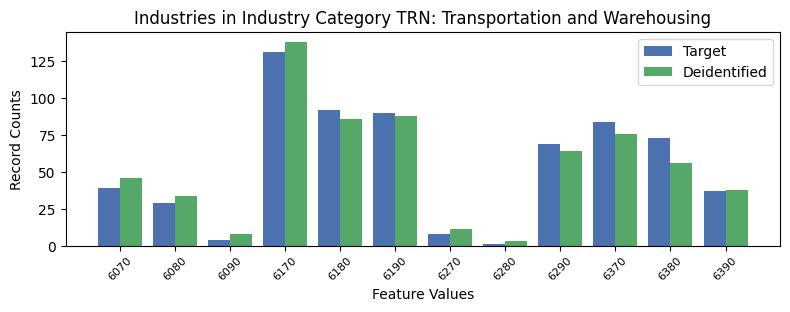 Industries in Industry Category TRN: Transportation and Warehousing
Target
Deidentified
Record Counts
125
100
75
50
25
0
6070 6080 6090 6170 6180 6190 6270 6280 6290 6370 6380 6390
Feature Values